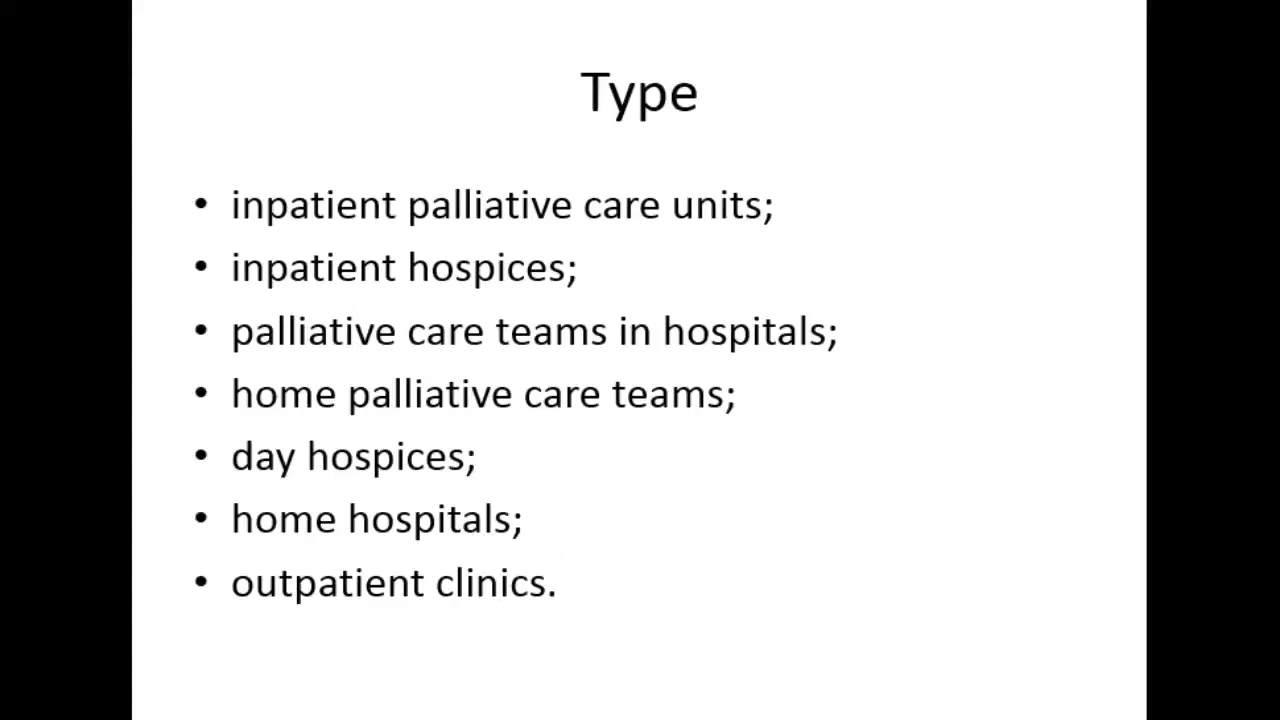 Type
• inpatient palliative care units;
• inpatient hospices;
• palliative care teams in hospitals;
• home palliative care teams;
• day hospices;
• home hospitals;
• outpatient clinics.